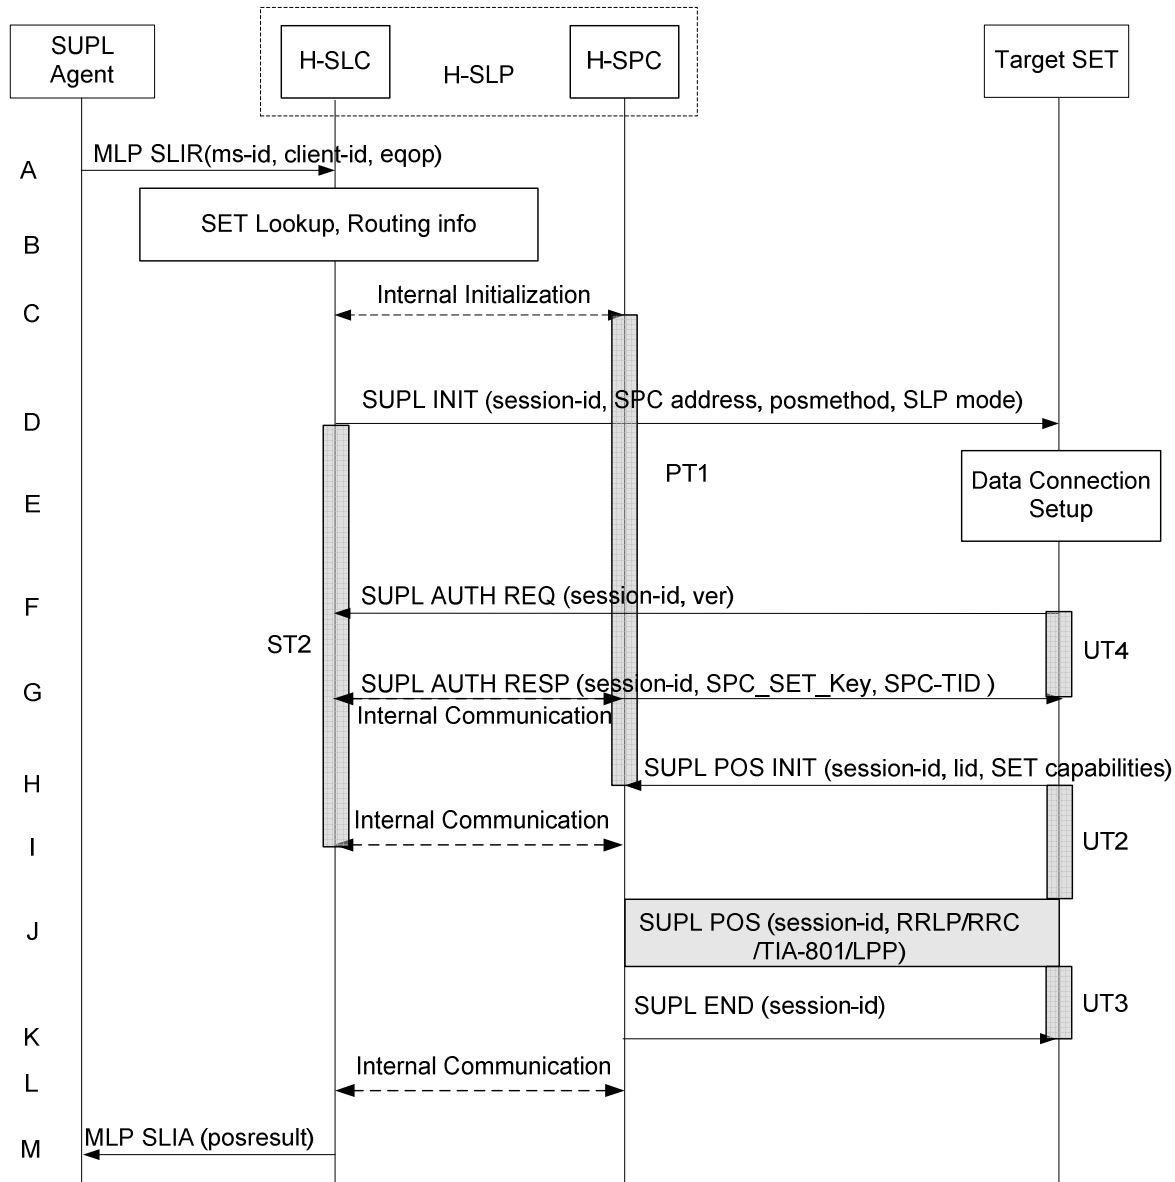 SUPL
Agent
H-SLC
H-SLP
H-SPC
Target SET
A
MLP SLIR(ms-id, client-id, eqop)
B
SET Lookup, Routing info
C
Internal Initialization
D
SUPL INIT (session-id, SPC address, posmethod, SLP mode)
E
PT1
Data Connection
Setup
F
SUPL AUTH REQ (session-id, ver)
ST2
UT4
G
SUPL AUTH RESP (session-id, SPC_SET_Key, SPC-TID )
Internal Communication
H
SUPL POS INIT (session-id, lid, SET capabilities)
I
Internal Communication
UT2
J
SUPL POS (session-id, RRLP/RRC
/TIA-801/LPP)
UT3
K
SUPL END (session-id)
L
Internal Communication
M
MLP SLIA (posresult)